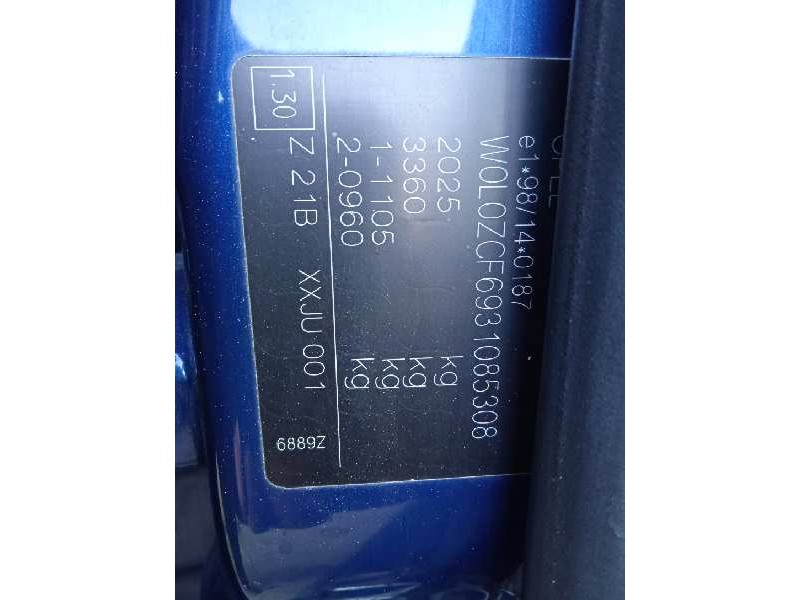 OPEL
e1*98/14*0187
W0L0ZCF6931085308
2025 kg
3360 kg
1-1105 kg
2-0960 kg
1.30 Z 21B XXJU 001
6889Z